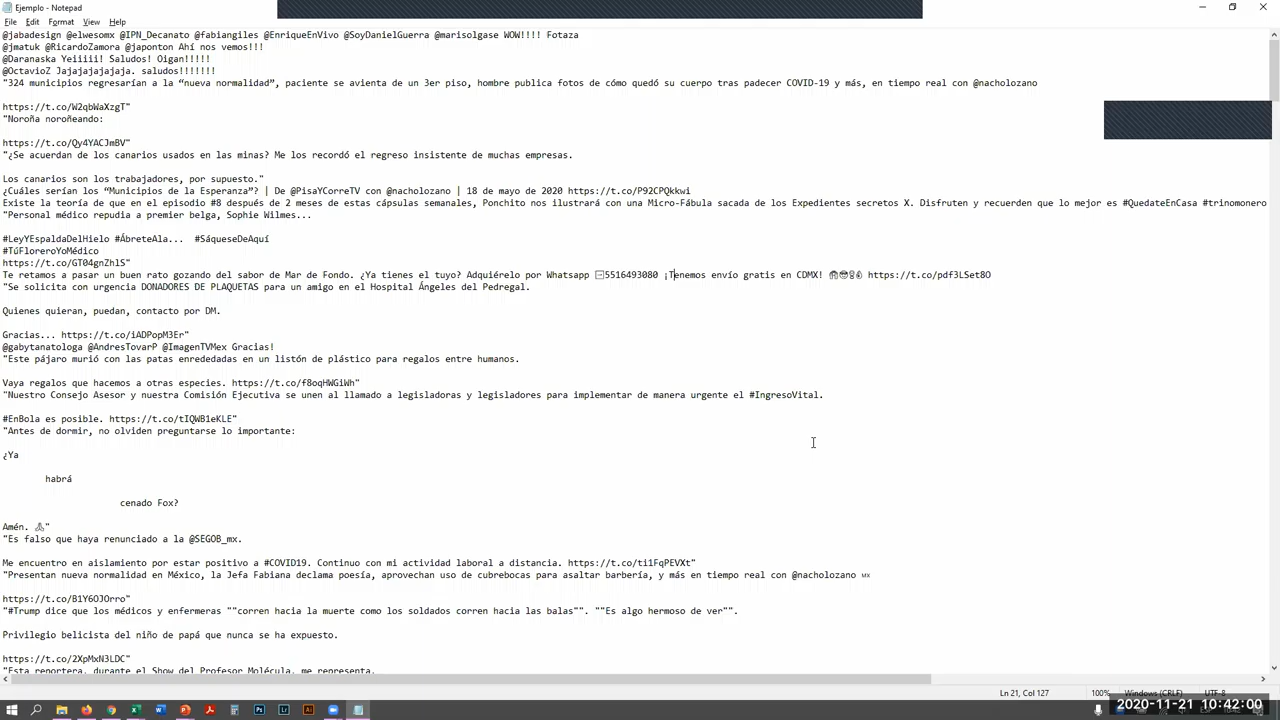 Ejemplo - Notepad
File Edit Format View Help
@jabadesign @elwesomx @IPN_Decanato @fabiangiles @EnriqueEnVivo @SoyDanielGuerra @marisolgase WOW!!!! Fotaza
@jmatuk @RicardoZamora @japonton Ahí nos vemos!!!
@Daranaska Yeiiiii! Saludos! Oigan!!!!!
@OctavioZ Jajajajajajaja. saludos!!!!!!!
"324 municipios regresarían a la “nueva normalidad”, paciente se avienta de un 3er piso, hombre publica fotos de cómo quedó su cuerpo tras padecer COVID-19 y más, en tiempo real con @nacholozano
https://t.co/W2qbWaXzgT"
"Noroña noroñeando:
https://t.co/Qy4YACJmBV"
"¿Se acuerdan de los canarios usados en las minas? Me los recordó el regreso insistente de muchas empresas.
Los canarios son los trabajadores, por supuesto."
¿Cuáles serían los “Municipios de la Esperanza”? | De @PisaYCorreTV con @nacholozano | 18 de mayo de 2020 https://t.co/P92CPQkkwi
Existe la teoría de que en el episodio #8 después de 2 meses de estas cápsulas semanales, Ponchito nos ilustrará con una Micro-Fábula sacada de los Expedientes secretos X. Disfruten y recuerden que lo mejor es #QuedateEnCasa #trinomonero
"Personal médico repudia a premier belga, Sophie Wilmes...
#LeyYEspaldaDelHielo #ÁbreteAla... #SáqueseDeAquí
#TúFloreroYoMédico
https://t.co/GT04gnZhlS"
Te retamos a pasar un buen rato gozando del sabor de Mar de Fondo. ¿Ya tienes el tuyo? Adquiérelo por Whatsapp 5516493080 ¡Tenemos envío gratis en CDMX! https://t.co/pdf3LSet8O
"Se solicita con urgencia DONADORES DE PLAQUETAS para un amigo en el Hospital Ángeles del Pedregal.
Quienes quieran, puedan, contacto por DM.
Gracias... https://t.co/iADPopM3Er"
@gabytanatologa @AndresTovarP @ImagenTVMex Gracias!
"Este pájaro murió con las patas enrededadas en un listón de plástico para regalos entre humanos.
Vaya regalos que hacemos a otras especies. https://t.co/f8oqHWGiWh"
"Nuestro Consejo Asesor y nuestra Comisión Ejecutiva se unen al llamado a legisladoras y legisladores para implementar de manera urgente el #IngresoVital.
#EnBola es posible. https://t.co/tIQWB1eKLE"
"Antes de dormir, no olviden preguntarse lo importante:
¿Ya
habrá
cenado Fox?
Amén. 🙏"
"Es falso que haya renunciado a la @SEGOB_mx.
Me encuentro en aislamiento por estar positivo a #COVID19. Continuo con mi actividad laboral a distancia. https://t.co/ti1FqPEVXt"
"Presentan nueva normalidad en México, la Jefa Fabiana declama poesía, aprovechan uso de cubrebocas para asaltar barbería, y más en tiempo real con @nacholozano MX
https://t.co/B1Y6OJOrro"
"#Trump dice que los médicos y enfermeras ""corren hacia la muerte como los soldados corren hacia las balas"". ""Es algo hermoso de ver"".
Privilegio belicista del niño de papá que nunca se ha expuesto.
https://t.co/2XpMxN3LDC"
"Esta reportera, durante el Show del Profesor Molécula, me representa.
Ln 21, Col 127 100% Windows (CRLF) UTF-8
2020-11-21 10:42:00